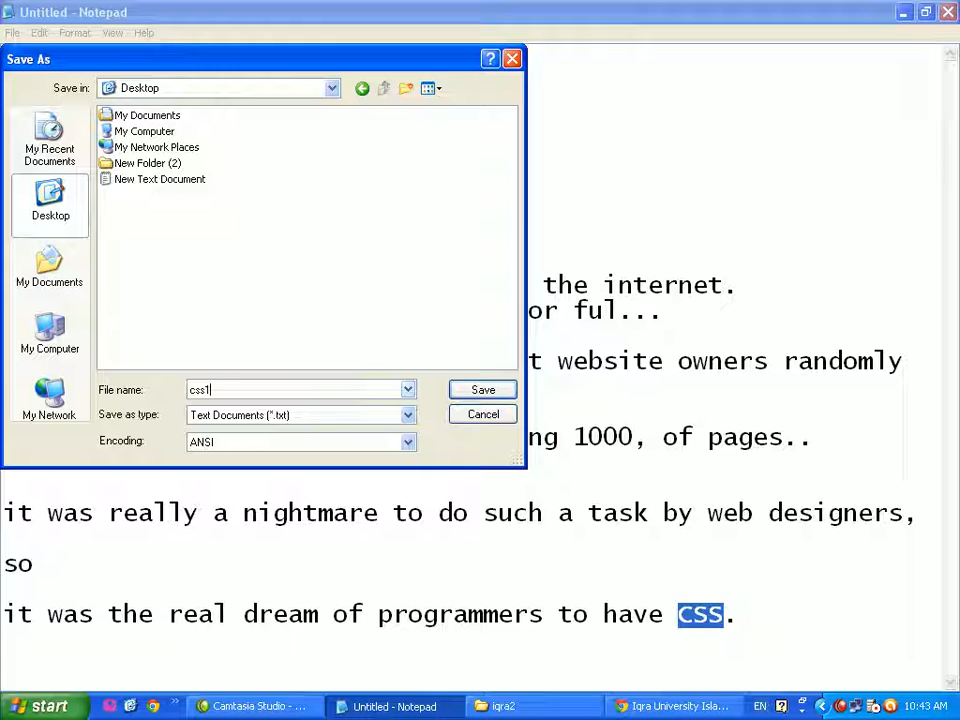 Untitled - Notepad
File Edit Format View Help
Save As
Save in: Desktop
My Recent Documents
Desktop
My Documents
My Computer
My Network
My Documents
My Computer
My Network Places
New Folder (2)
New Text Document
File name: css1 Save
Save as type: Text Documents (*.txt) Cancel
Encoding: ANSI
the internet.
or ful...
t website owners randomly
ng 1000, of pages..
it was really a nightmare to do such a task by web designers,
so
it was the real dream of programmers to have CSS.
start Camtasia Studio - ... Untitled - Notepad iqra2 Iqra University Isla... EN 10:43 AM